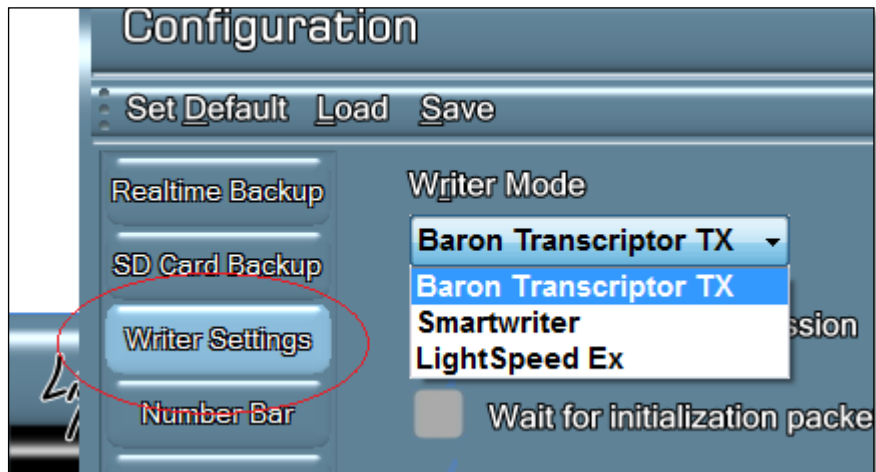 Configuration
Set Default Load Save
Realtime Backup
SD Card Backup
Writer Settings
Number Bar
Writer Mode
Baron Transcriptor TX
Baron Transcriptor TX
Smartwriter
LightSpeed Ex
ssion
Wait for initialization packe